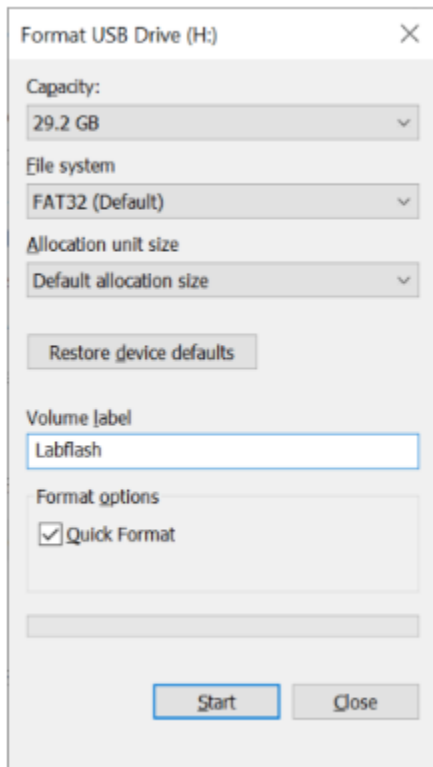 Format USB Drive (H:)
Capacity:
29.2 GB
File system
FAT32 (Default)
Allocation unit size
Default allocation size
Restore device defaults
Volume label
Labflash
Format options
Quick Format
Start
Close